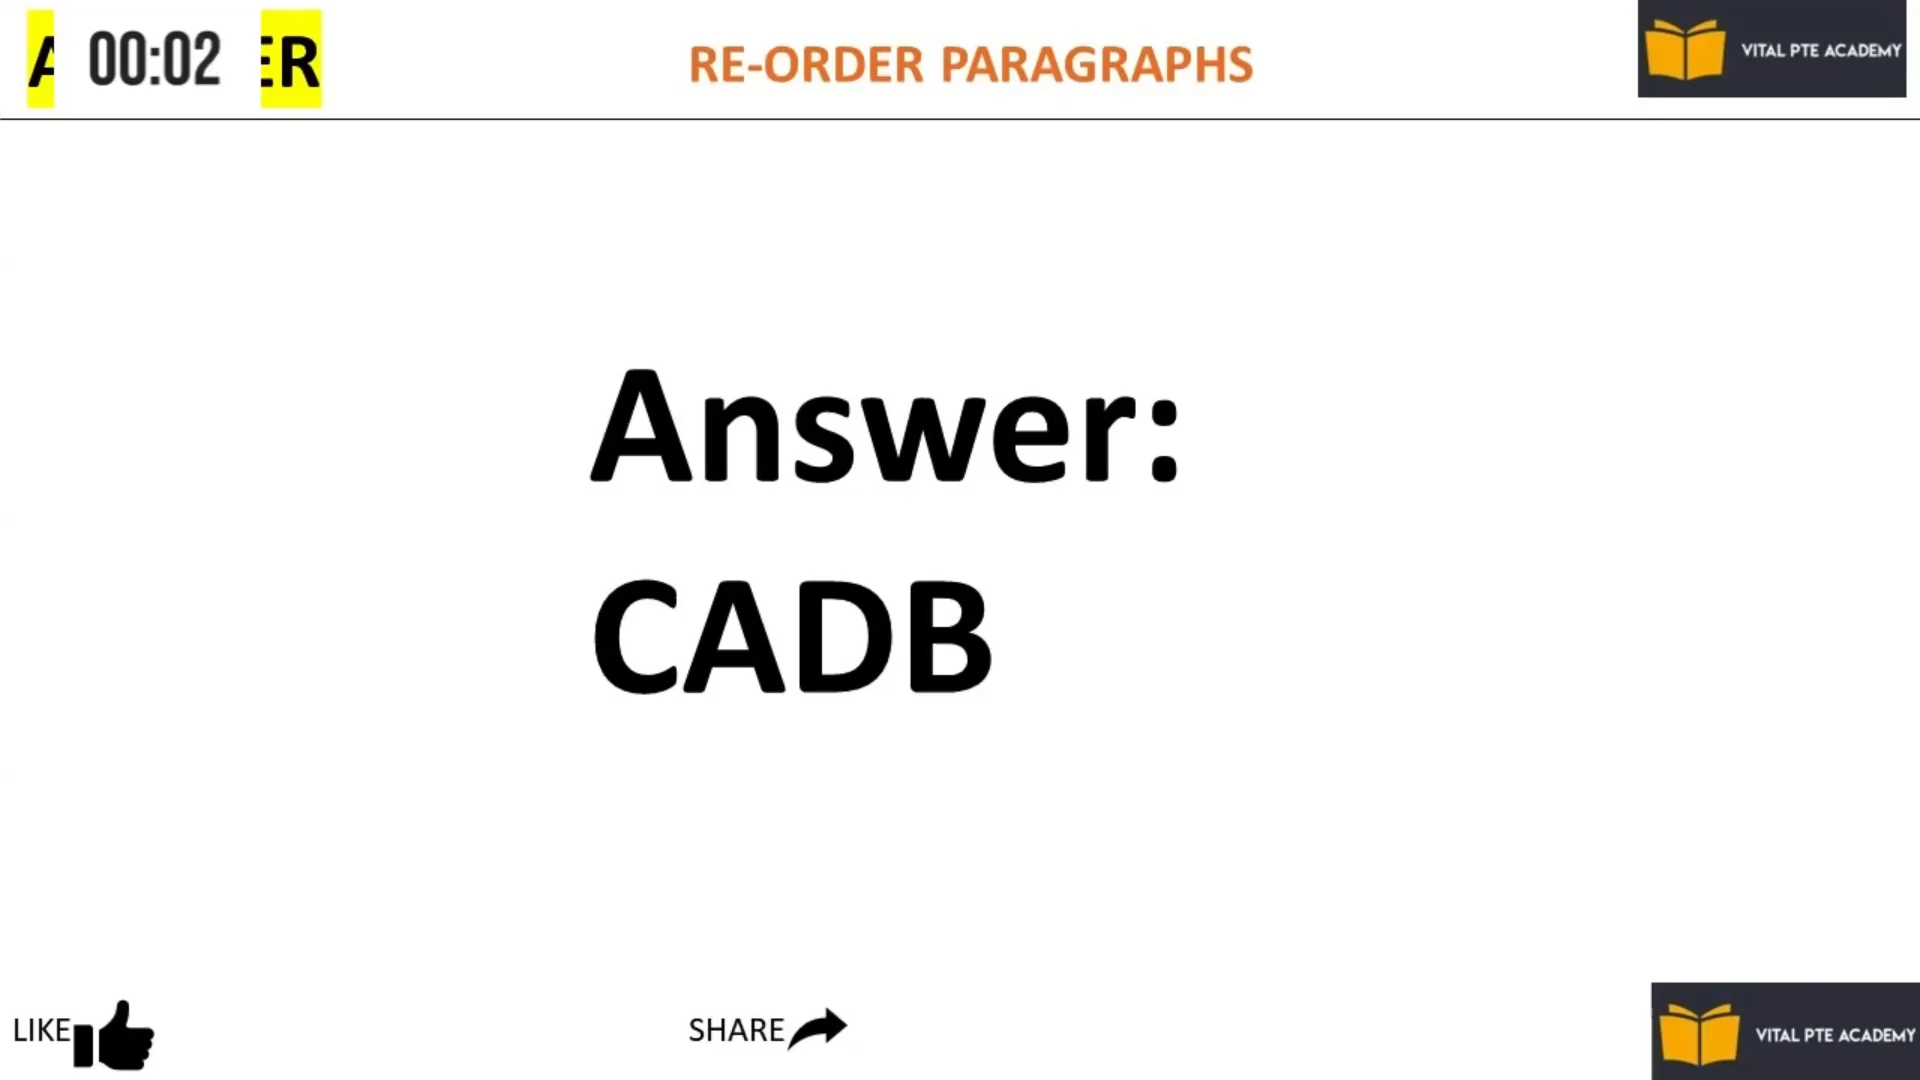 00:02
RE-ORDER PARAGRAPHS
VITAL PTE ACADEMY
Answer:
CADB
LIKE
SHARE
VITAL PTE ACADEMY